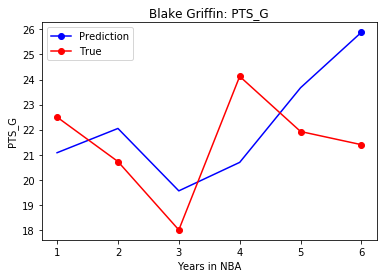 Blake Griffin: PTS_G
Prediction
True
PTS_G
26
25
24
23
22
21
20
19
18
1 2 3 4 5 6
Years in NBA